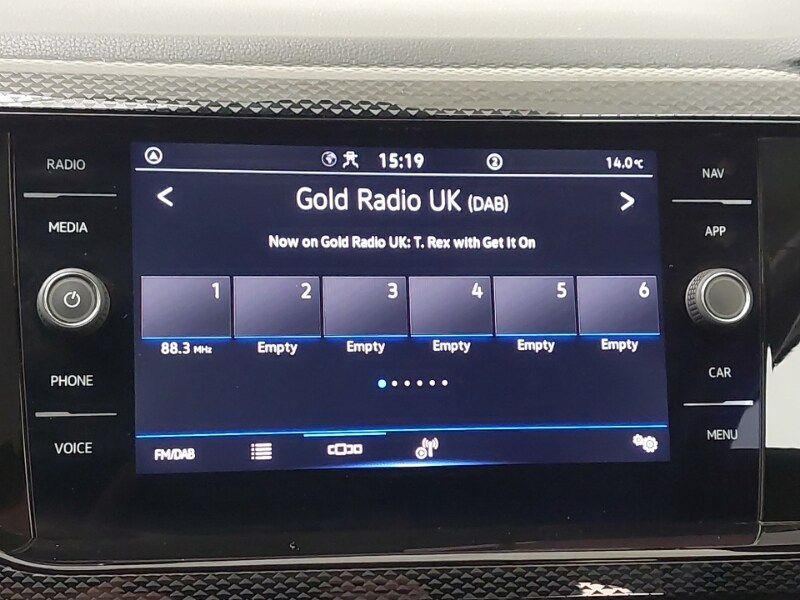 RADIO
MEDIA
PHONE
VOICE
15:19
2
14.0°C
< Gold Radio UK (DAB) >
Now on Gold Radio UK: T. Rex with Get It On
1 2 3 4 5 6
88.3 MHz Empty Empty Empty Empty Empty
FM/DAB
NAV
APP
CAR
MENU